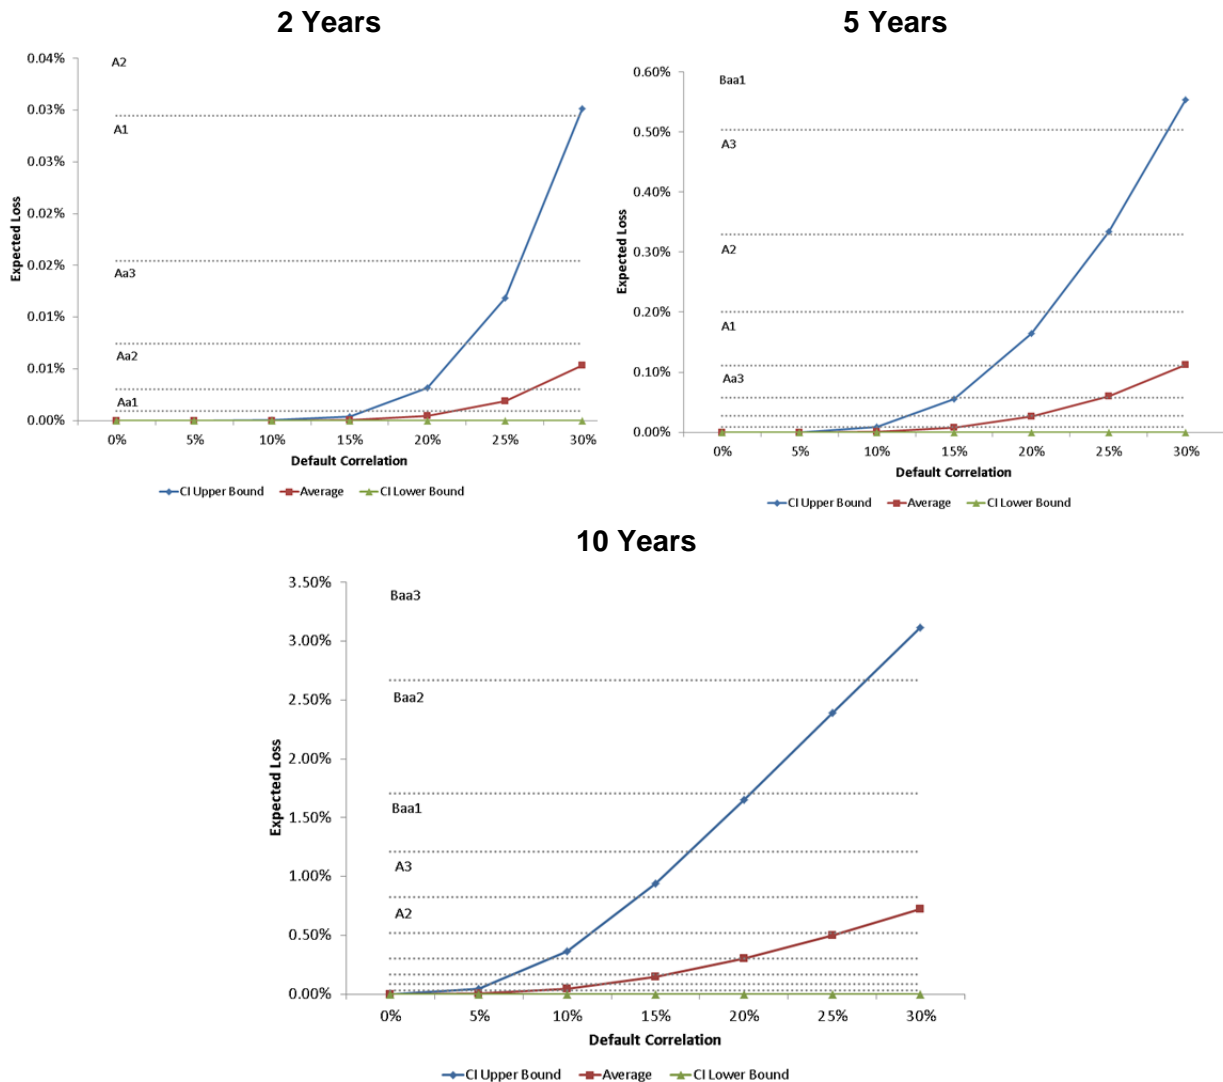 2 Years
0.04%
A2
0.03%
A1
0.03%
0.02%
Aa3
0.02%
0.01%
Aa2
0.01%
Aa1
0.00%
0% 5% 10% 15% 20% 25% 30%
Expected Loss
Default Correlation
CI Upper Bound Average CI Lower Bound
5 Years
0.60%
Baa1
0.50%
A3
0.40%
A2
0.30%
0.20%
A1
0.10%
Aa3
0.00%
0% 5% 10% 15% 20% 25% 30%
Expected Loss
Default Correlation
CI Upper Bound Average CI Lower Bound
10 Years
3.50%
Baa3
3.00%
Baa2
2.50%
2.00%
Baa1
1.50%
A3
1.00%
A2
0.50%
0.00%
0% 5% 10% 15% 20% 25% 30%
Expected Loss
Default Correlation
CI Upper Bound Average CI Lower Bound